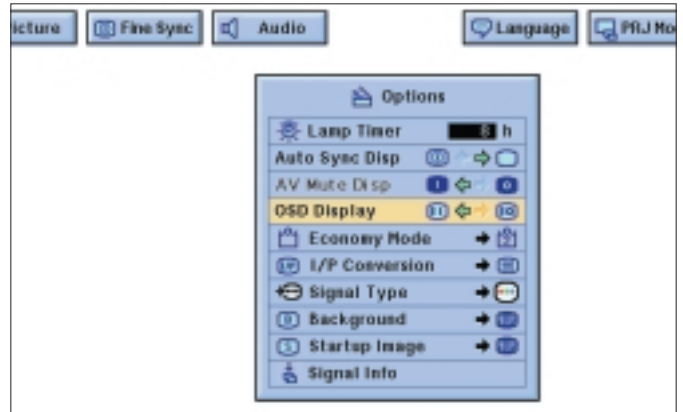 icture
Fine Sync
Audio
Language
PRJ Mo
Options
Lamp Timer 8 h
Auto Sync Disp
AV Mute Disp
OSD Display
Economy Mode
I/P Conversion
Signal Type
Background
Startup Image
Signal Info